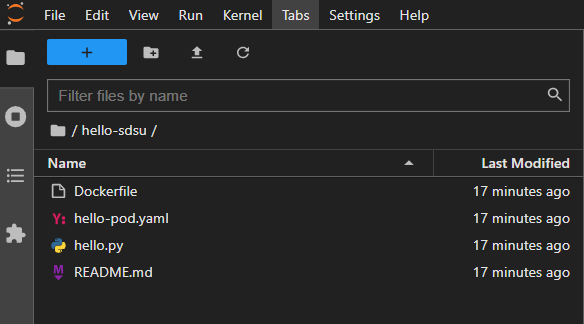 File Edit View Run Kernel Tabs Settings Help
Filter files by name
/ hello-sdsu /
Name Last Modified
Dockerfile 17 minutes ago
Y: hello-pod.yaml 17 minutes ago
hello.py 17 minutes ago
M README.md 17 minutes ago